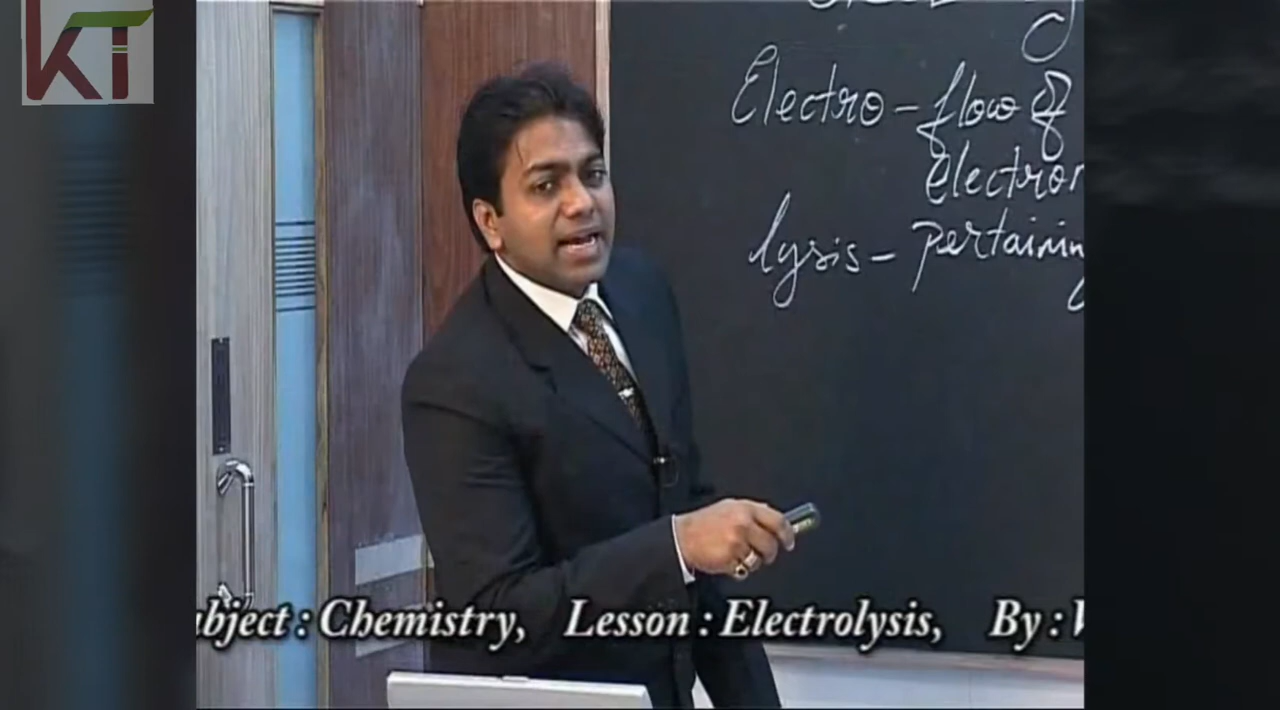 KT
Electro - flow of
electron
lysis - pertaining
Subject : Chemistry, Lesson : Electrolysis, By :